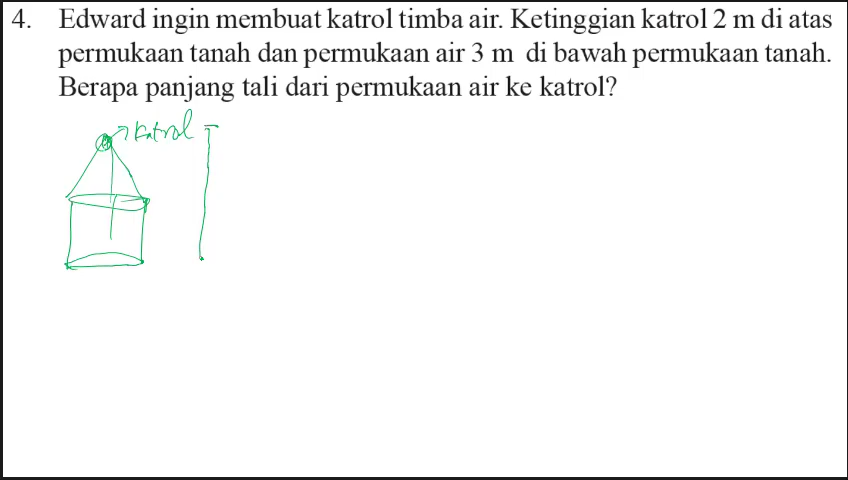 4. Edward ingin membuat katrol timba air. Ketinggian katrol 2 m di atas
permukaan tanah dan permukaan air 3 m di bawah permukaan tanah.
Berapa panjang tali dari permukaan air ke katrol?
katrol